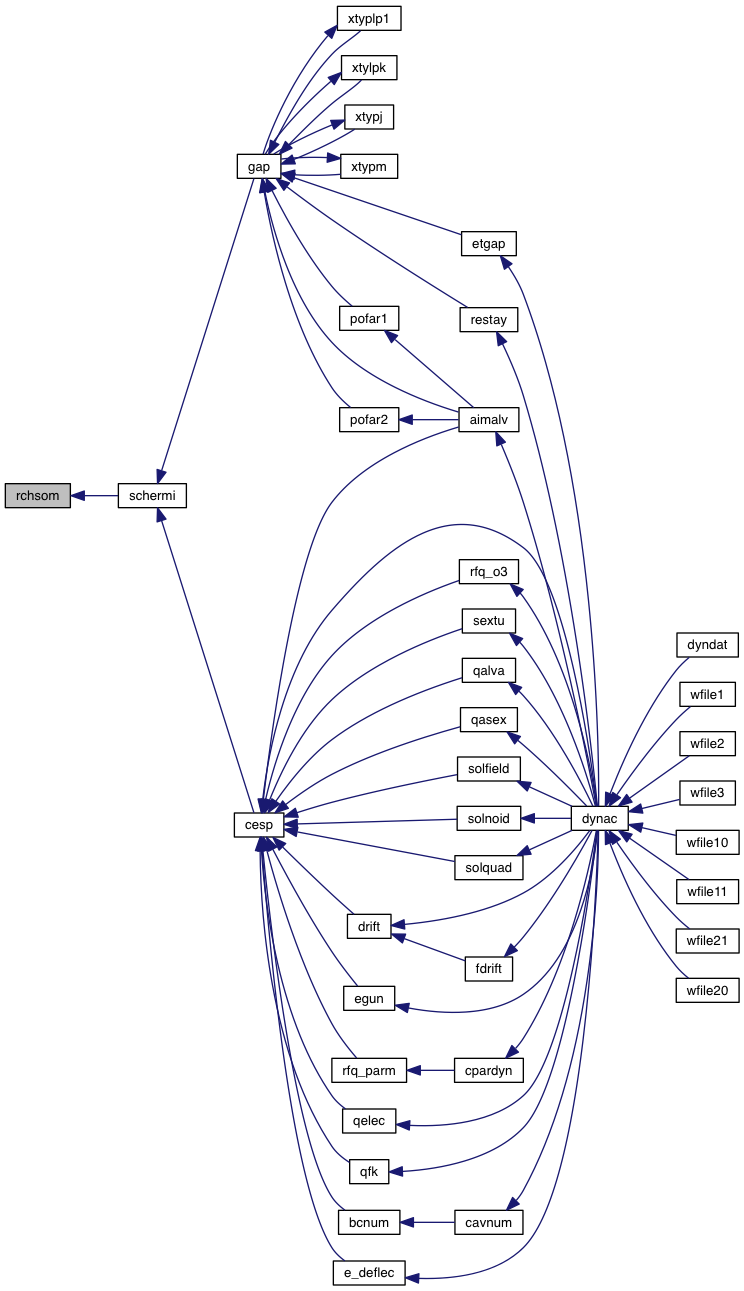 xtyplp1
xtylpk
xtypj
gap
xtypm
etgap
pofar1
restay
pofar2
aimalv
rchsom
schermi
rfq_o3
sextu
dyndat
qalva
wfile1
qasex
wfile2
solfield
wfile3
cesp
solnoid
dynac
wfile10
solquad
wfile11
drift
wfile21
fdrift
wfile20
egun
rfq_parm
cpardyn
qelec
qfk
bcnum
cavnum
e_deflec